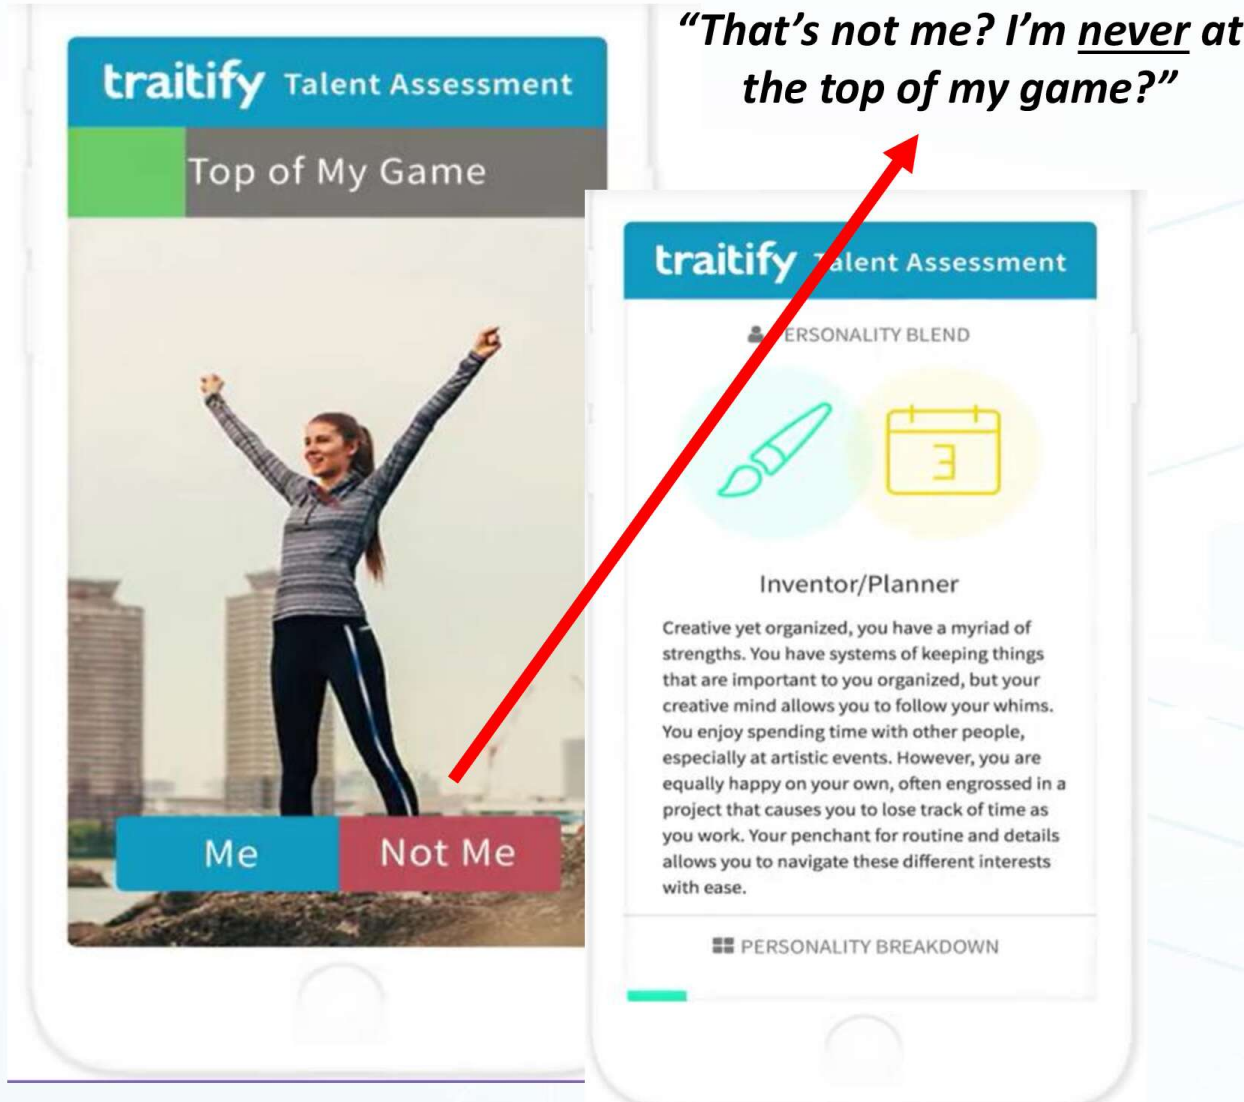 “That’s not me? I’m never at
the top of my game?”
traitify Talent Assessment
Top of My Game
Me
Not Me
traitify Talent Assessment
ERSONALITY BLEND
3
Inventor/Planner
Creative yet organized, you have a myriad of
strengths. You have systems of keeping things
that are important to you organized, but your
creative mind allows you to follow your whims.
You enjoy spending time with other people,
especially at artistic events. However, you are
equally happy on your own, often engrossed in a
project that causes you to lose track of time as
you work. Your penchant for routine and details
allows you to navigate these different interests
with ease.
PERSONALITY BREAKDOWN